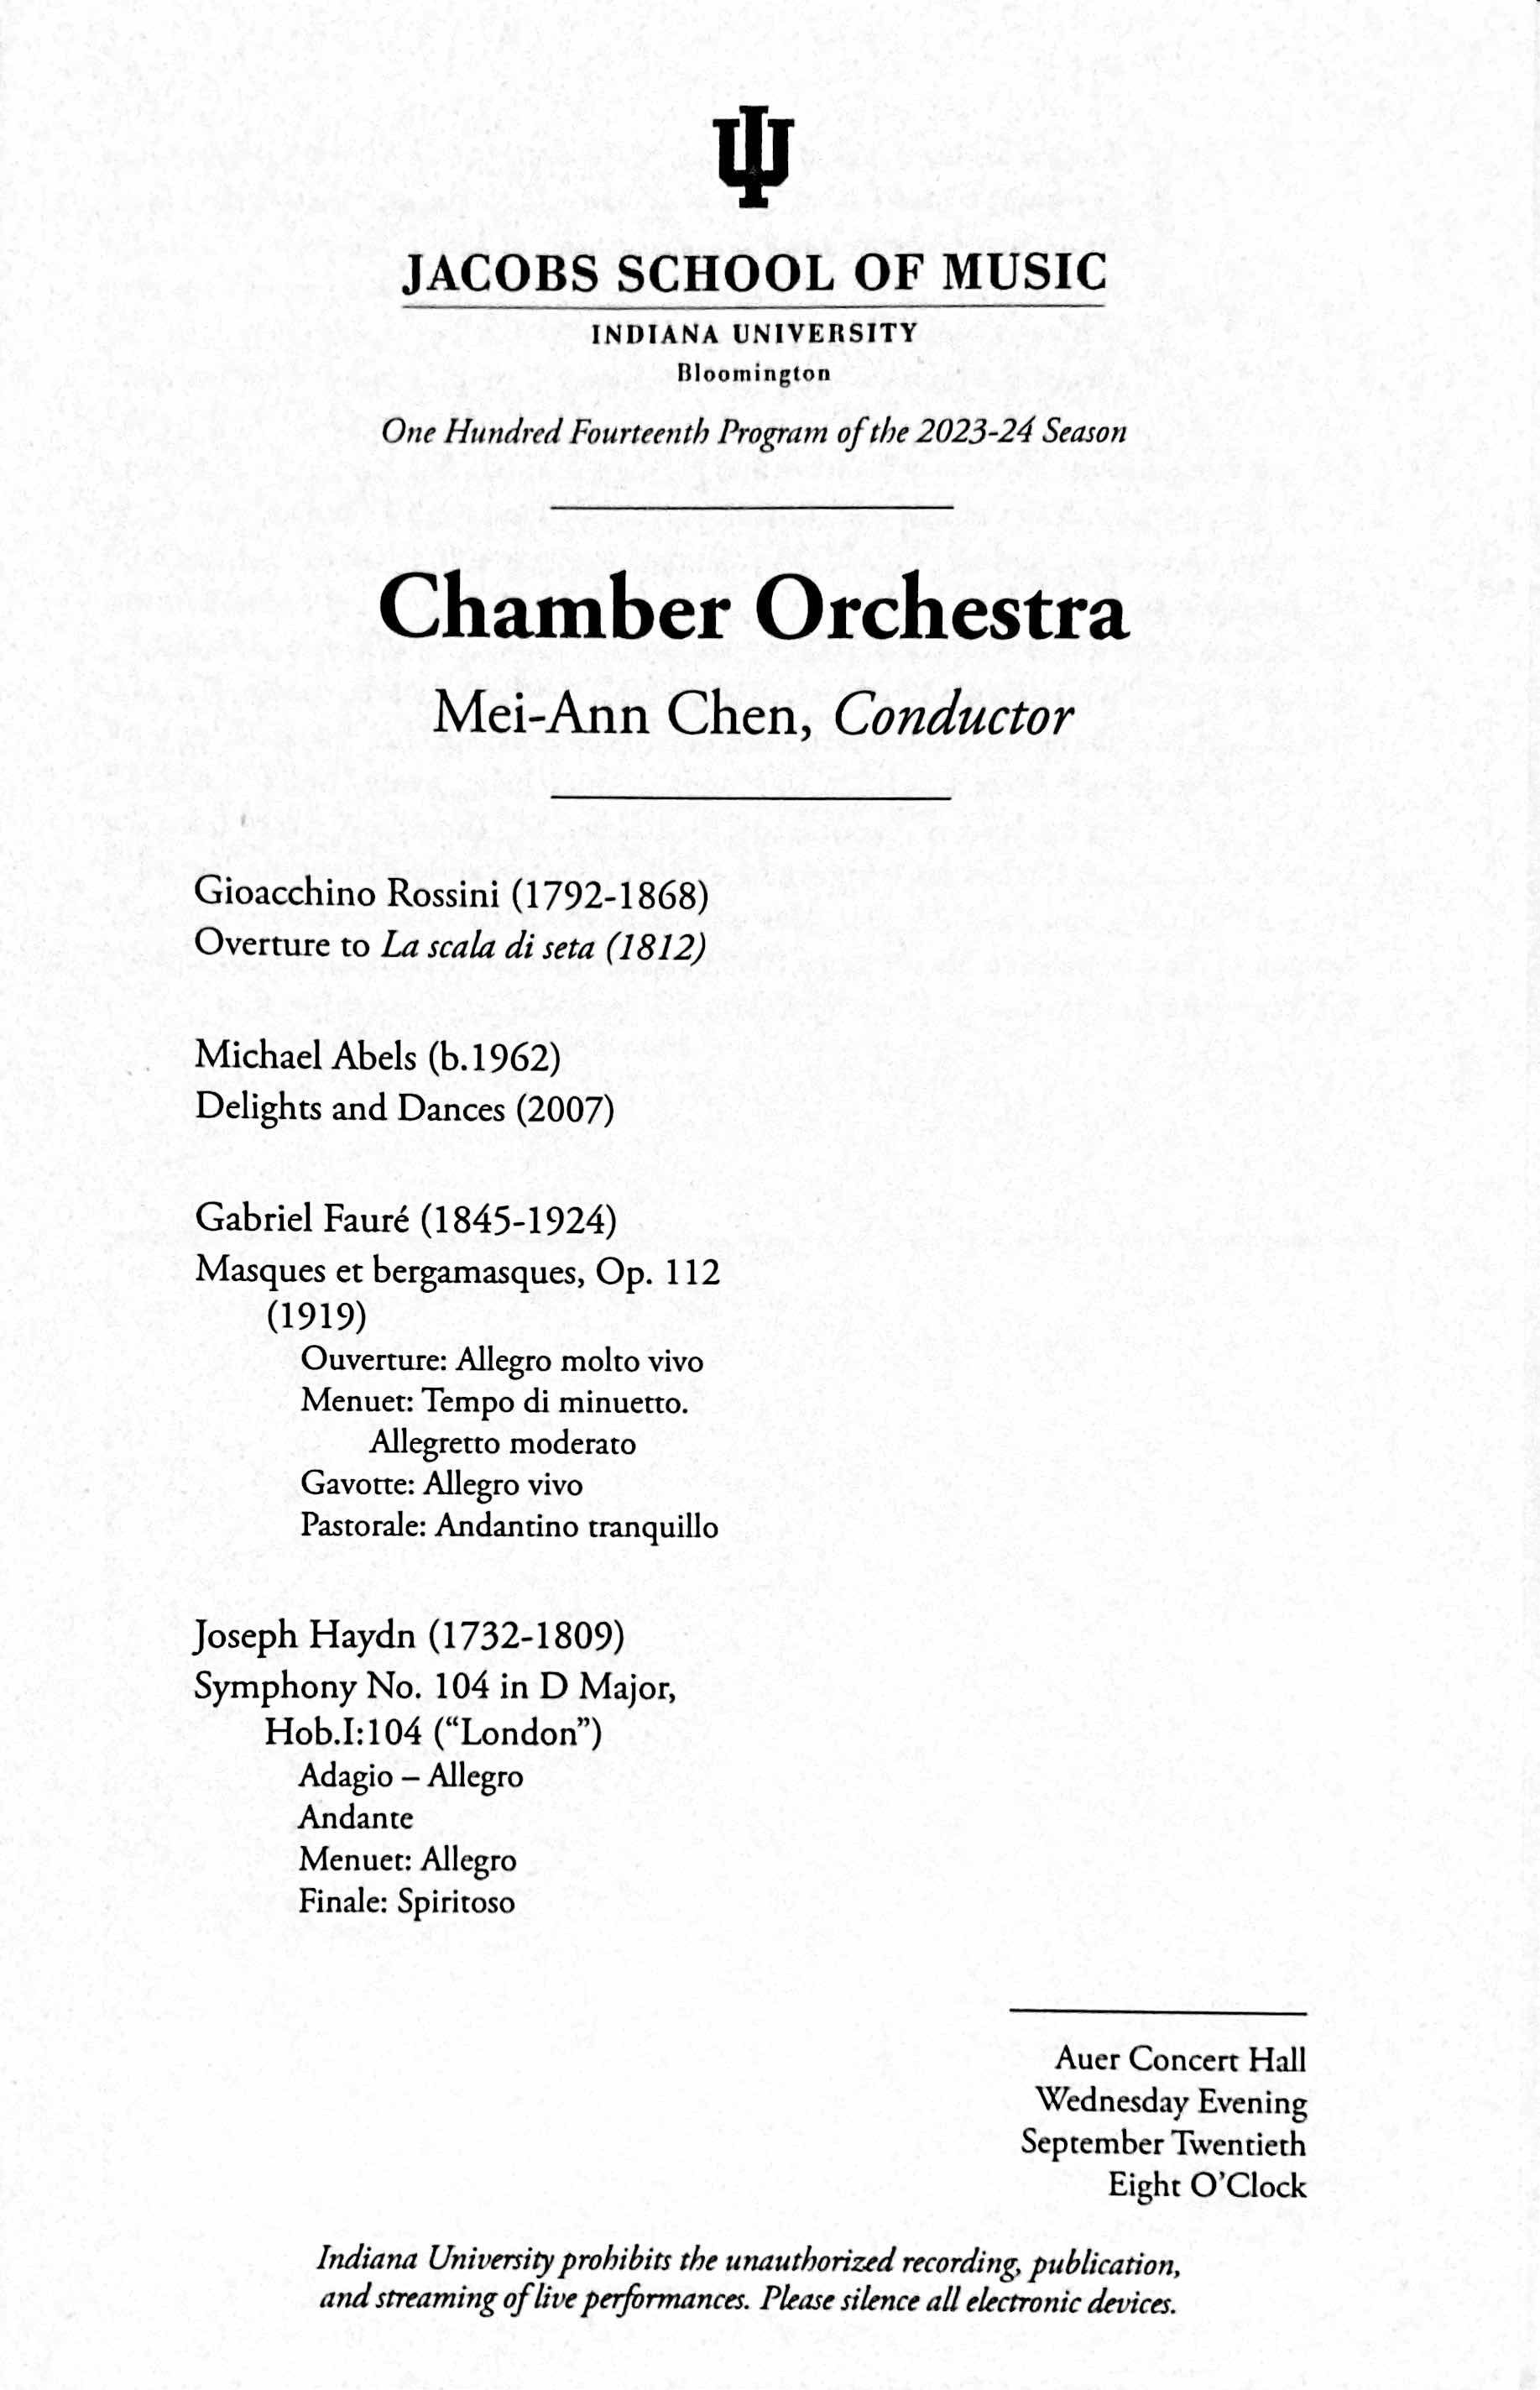 JACOBS SCHOOL OF MUSIC
INDIANA UNIVERSITY
Bloomington
One Hundred Fourteenth Program of the 2023-24 Season
Chamber Orchestra
Mei-Ann Chen, Conductor
Gioacchino Rossini (1792-1868)
Overture to La scala di seta (1812)
Michael Abels (b.1962)
Delights and Dances (2007)
Gabriel Fauré (1845-1924)
Masques et bergamasques, Op. 112
(1919)
Ouverture: Allegro molto vivo
Menuet: Tempo di minuetto.
Allegretto moderato
Gavotte: Allegro vivo
Pastorale: Andantino tranquillo
Joseph Haydn (1732-1809)
Symphony No. 104 in D Major,
Hob.I:104 (“London”)
Adagio – Allegro
Andante
Menuet: Allegro
Finale: Spiritoso
Auer Concert Hall
Wednesday Evening
September Twentieth
Eight O’Clock
Indiana University prohibits the unauthorized recording, publication,
and streaming of live performances. Please silence all electronic devices.